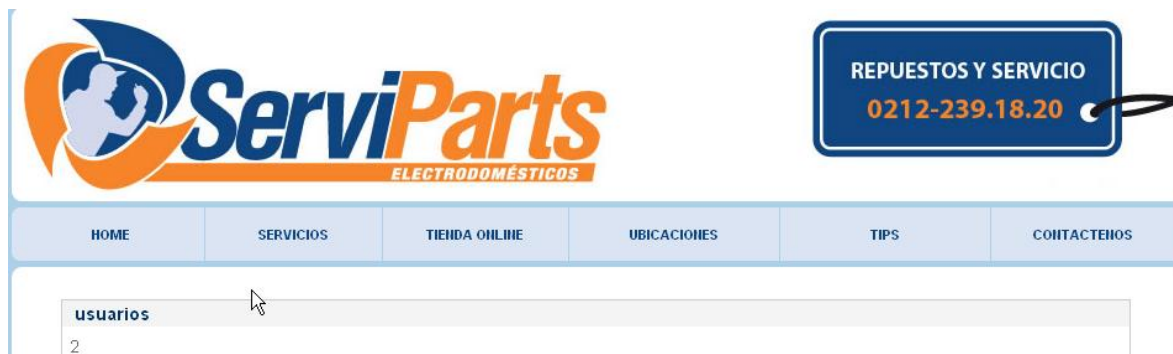 ServiParts
ELECTRODOMÉSTICOS
REPUESTOS Y SERVICIO
0212-239.18.20
HOME SERVICIOS TIENDA ONLINE UBICACIONES TIPS CONTACTENOS
usuarios
2